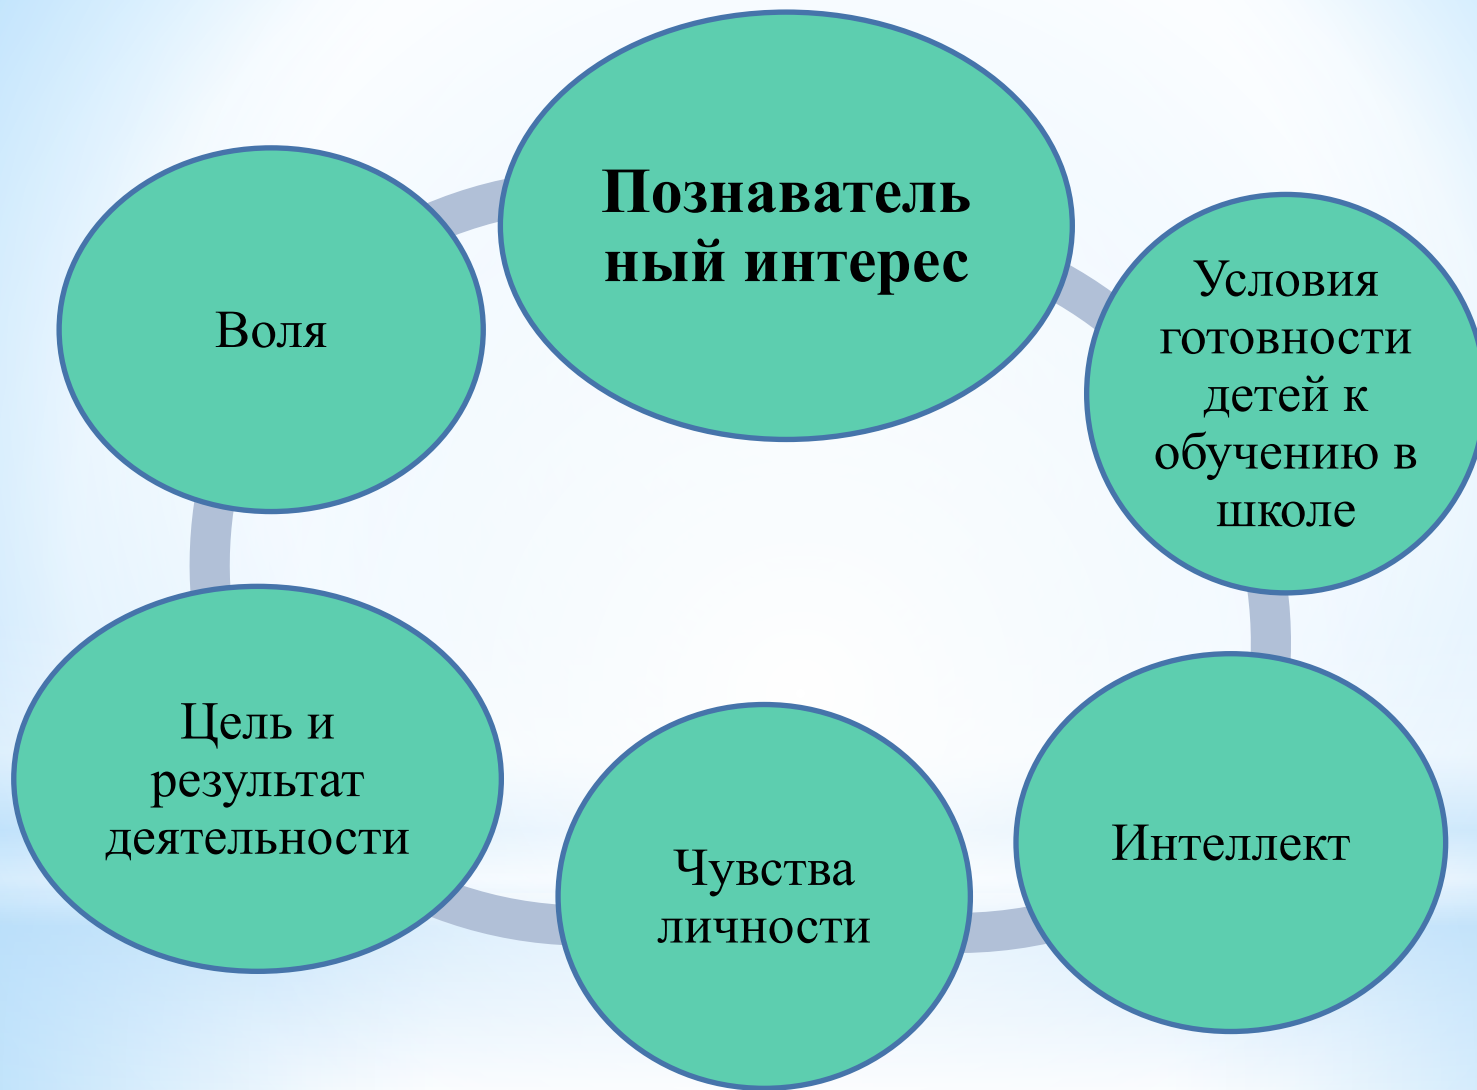 Познаватель
ный интерес
Условия
готовности
детей к
обучению в
школе
Интеллект
Чувства
личности
Цель и
результат
деятельности
Воля